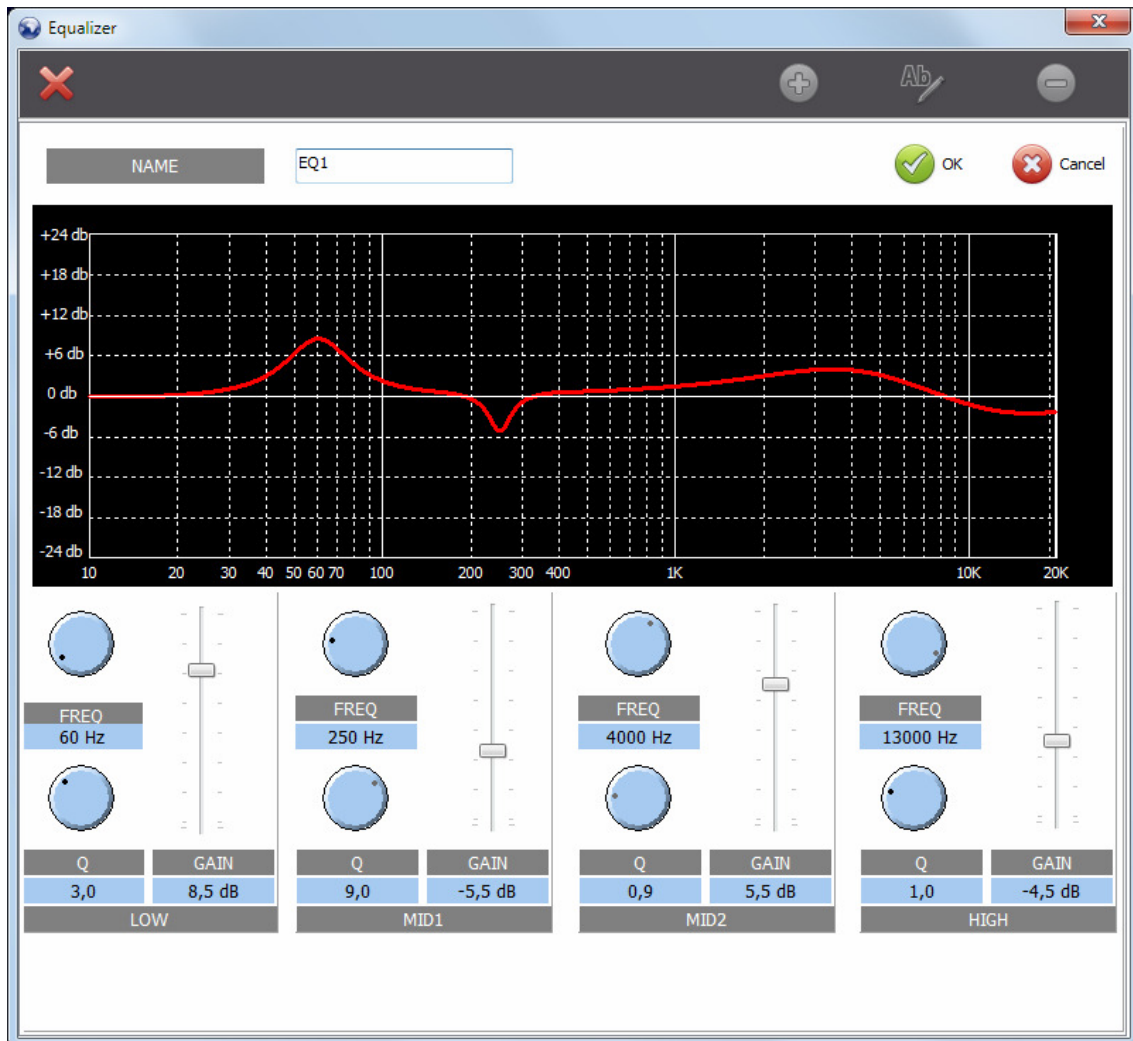 Equalizer
x
Ab
NAME
EQ1
OK
Cancel
+24 db
+18 db
+12 db
+6 db
0 db
-6 db
-12 db
-18 db
-24 db
10 20 30 40 50 60 70 100 200 300 400 1K 10K 20K
FREQ FREQ FREQ FREQ
60 Hz 250 Hz 4000 Hz 13000 Hz
Q GAIN Q GAIN Q GAIN Q GAIN
3,0 8,5 dB 9,0 -5,5 dB 0,9 5,5 dB 1,0 -4,5 dB
LOW MID1 MID2 HIGH